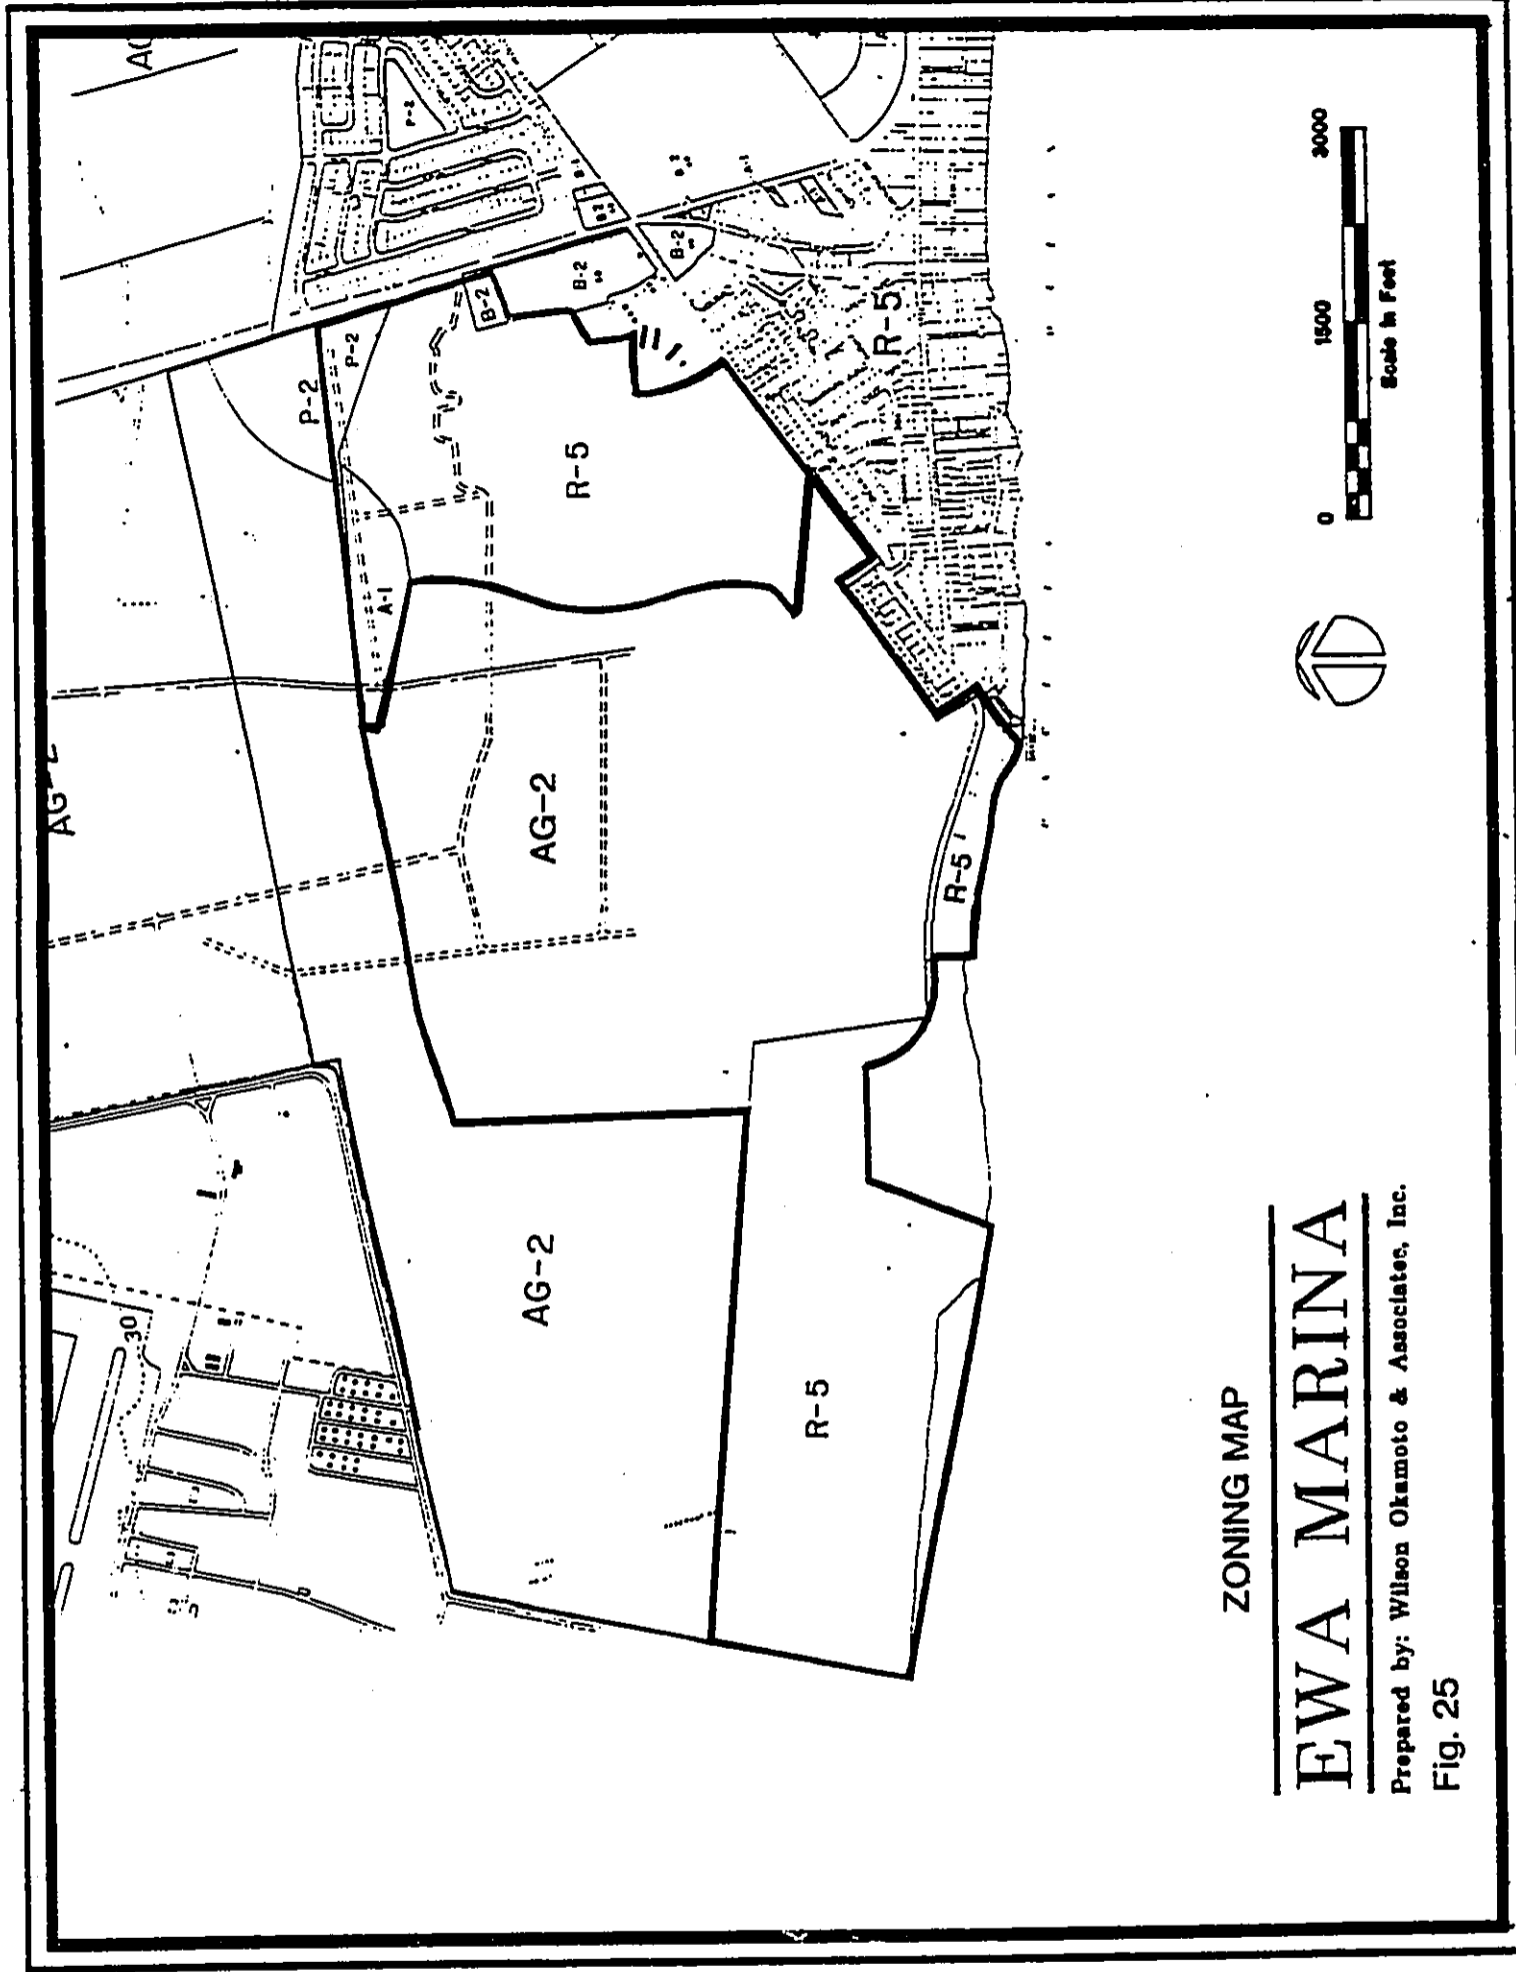 AG-2
P-2
P-2
P-2
A-1
B-2
B-2
B-2
B-2
R-5
R-5
AG-2
R-5
AG-2
R-5
30
0 1500 3000
Scale in Feet
ZONING MAP
EWA MARINA
Prepared by: Wilson Okamoto & Associates, Inc.
Fig. 25